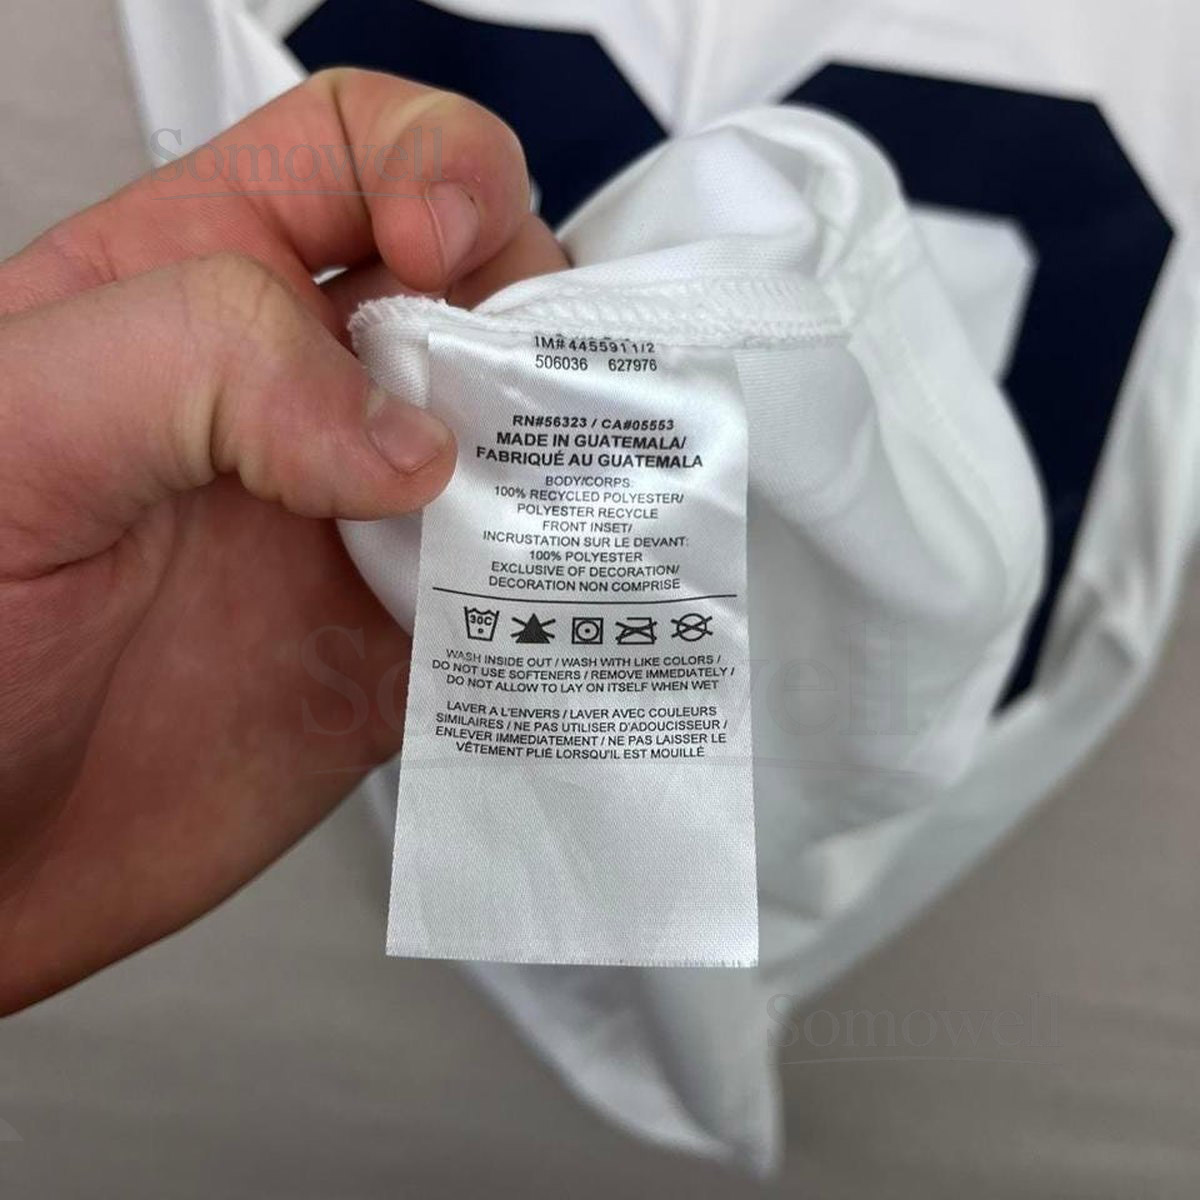 Somowell
IM# 4455911/2
506036 627976
RN#56323 / CA#05553
MADE IN GUATEMALA/
FABRIQUÉ AU GUATEMALA
BODY/CORPS:
100% RECYCLED POLYESTER/
POLYESTER RECYCLE
FRONT INSET/
INCRUSTATION SUR LE DEVANT:
100% POLYESTER
EXCLUSIVE OF DECORATION/
DECORATION NON COMPRISE
30C
WASH INSIDE OUT / WASH WITH LIKE COLORS /
DO NOT USE SOFTENERS / REMOVE IMMEDIATELY /
DO NOT ALLOW TO LAY ON ITSELF WHEN WET
Somowell
LAVER A L'ENVERS / LAVER AVEC COULEURS
SIMILAIRES / NE PAS UTILISER D'ADOUCISSEUR /
ENLEVER IMMEDIATEMENT / NE PAS LAISSER LE
VÊTEMENT PLIÉ LORSQU'IL EST MOUILLÉ
Somowell